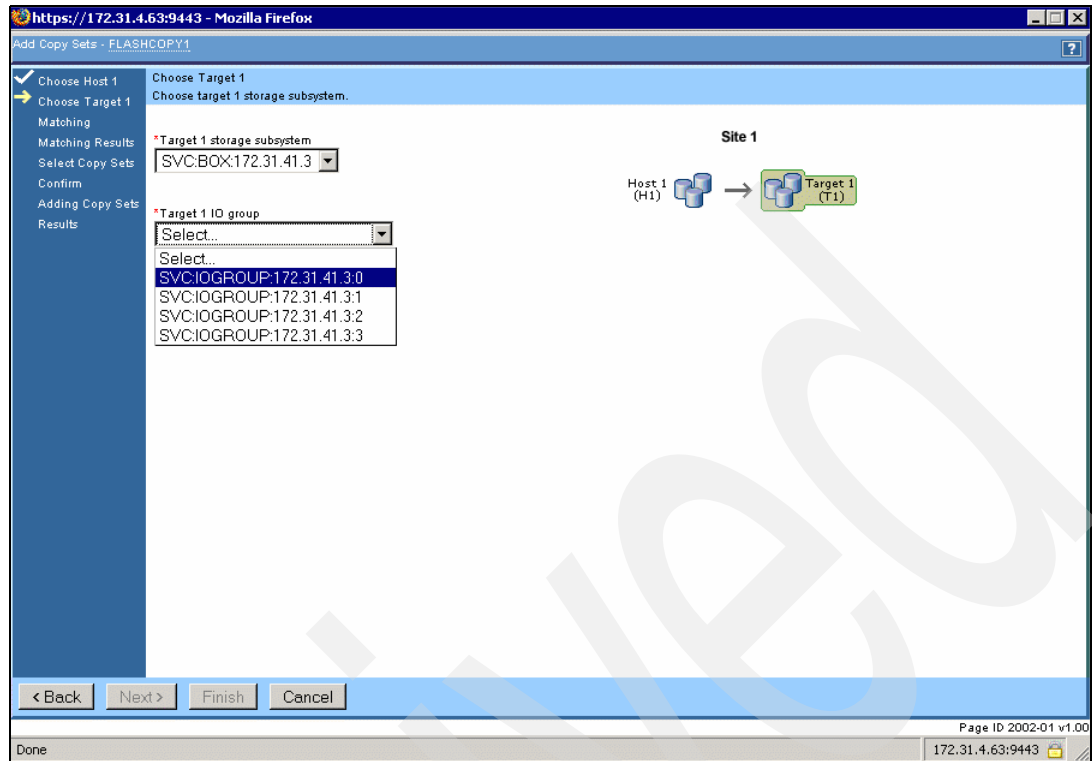 https://172.31.4.63:9443 - Mozilla Firefox
Add Copy Sets - FLASHCOPY1
?
Choose Host 1
Choose Target 1
Matching
Matching Results
Select Copy Sets
Confirm
Adding Copy Sets
Results
Choose Target 1
Choose target 1 storage subsystem.
*Target 1 storage subsystem
SVC:BOX:172.31.41.3
*Target 1 IO group
Select...
Select...
SVC:IOGROUP:172.31.41.3:0
SVC:IOGROUP:172.31.41.3:1
SVC:IOGROUP:172.31.41.3:2
SVC:IOGROUP:172.31.41.3:3
Site 1
Host 1
(H1)
Target 1
(T1)
< Back
Next >
Finish
Cancel
Page ID 2002-01 v1.00
Done
172.31.4.63:9443